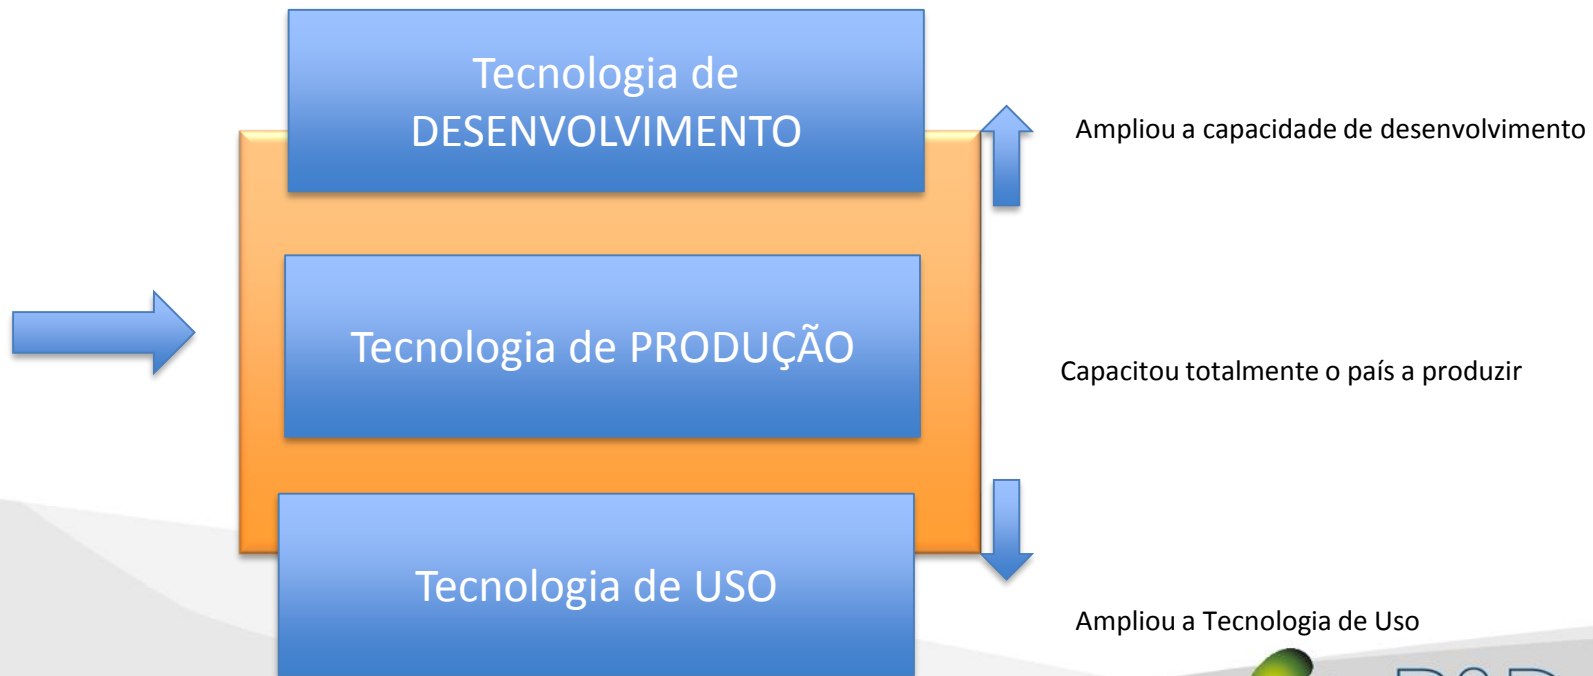 Tecnologia de
DESENVOLVIMENTO
Ampliou a capacidade de desenvolvimento
Tecnologia de PRODUÇÃO
Capacitou totalmente o país a produzir
Tecnologia de USO
Ampliou a Tecnologia de Uso